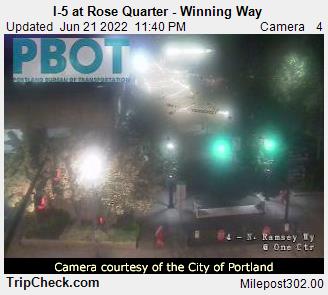 I-5 at Rose Quarter - Winning Way
Updated Jun 21 2022 11:40 PM Camera 4
PBOT
PORTLAND BUREAU OF TRANSPORTATION
4 - N. Ramsey Wy
@ One Ctr
Camera courtesy of the City of Portland
TripCheck.com Milepost302.00